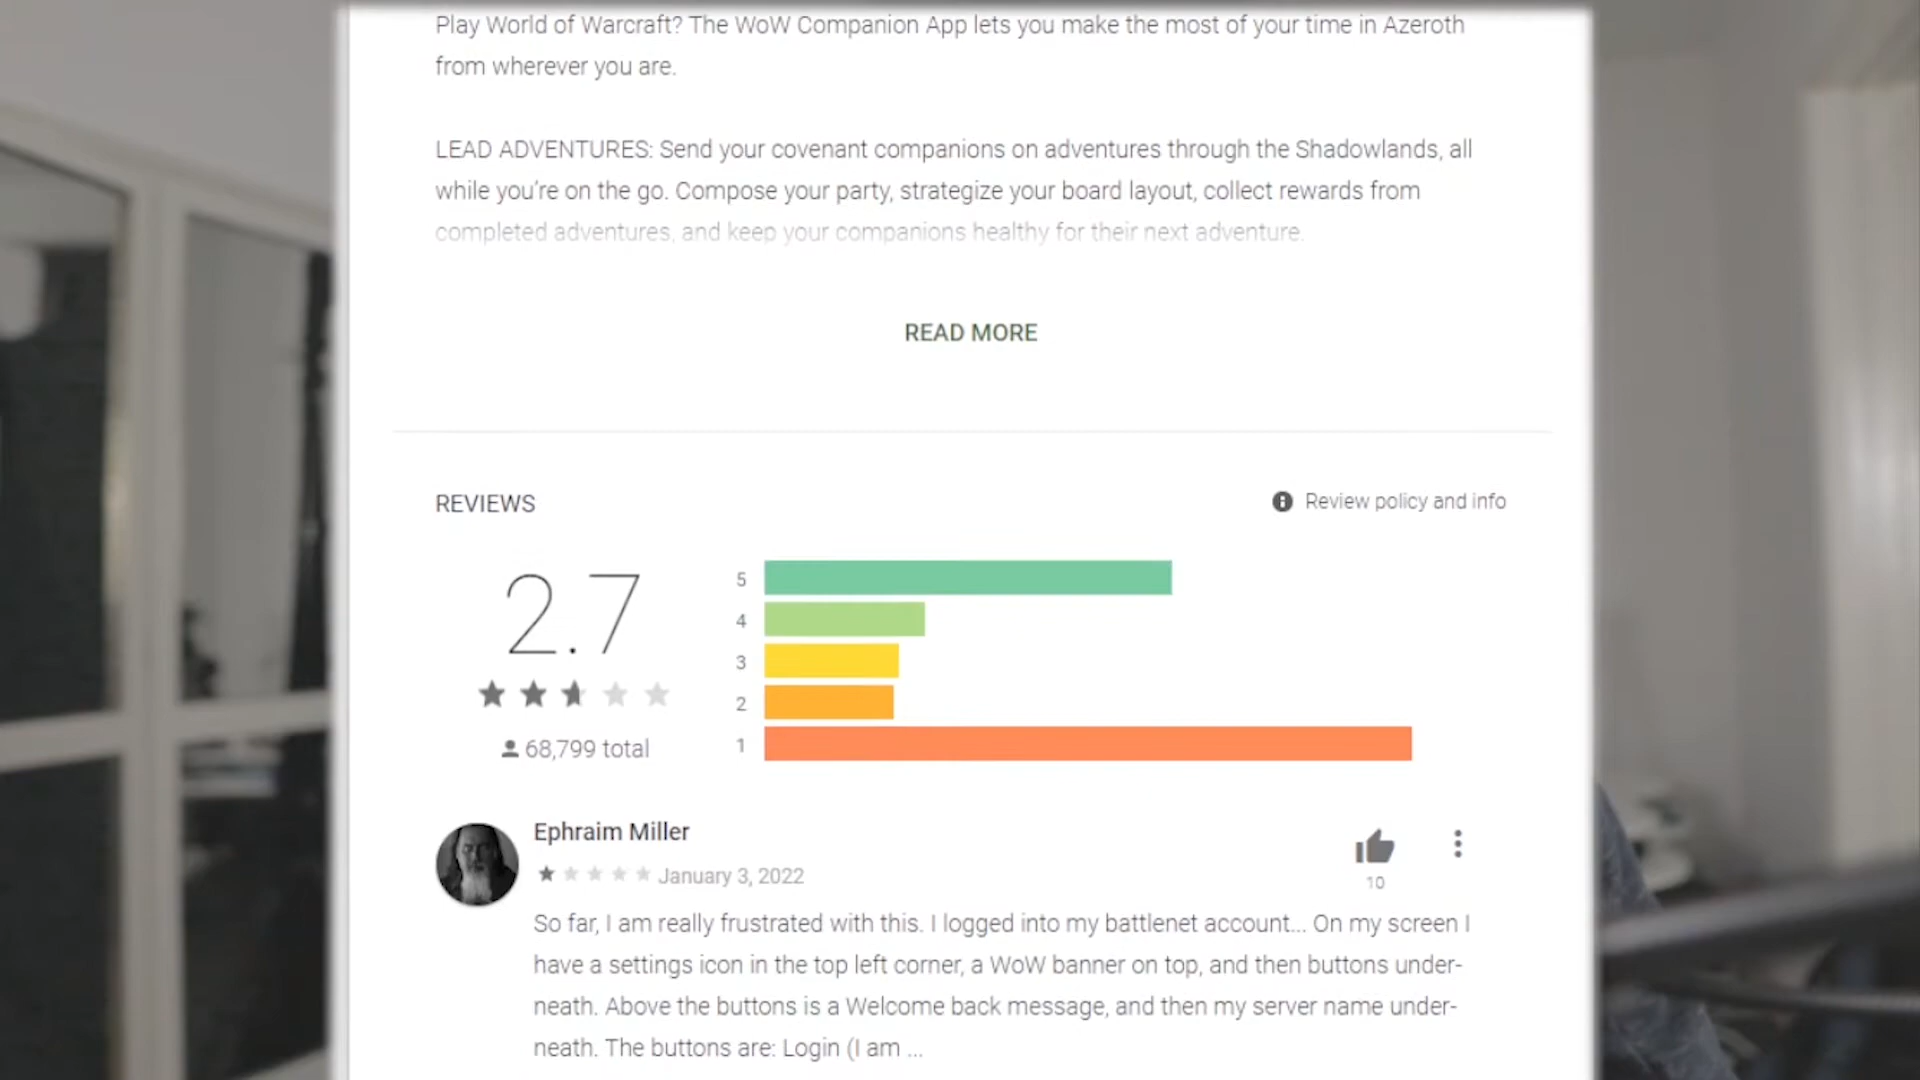 Play World of Warcraft? The WoW Companion App lets you make the most of your time in Azeroth
from wherever you are.
LEAD ADVENTURES: Send your covenant companions on adventures through the Shadowlands, all
while you're on the go. Compose your party, strategize your board layout, collect rewards from
completed adventures, and keep your companions healthy for their next adventure.
READ MORE
REVIEWS
Review policy and info
2.7
68,799 total
5
4
3
2
1
Ephraim Miller
January 3, 2022
10
So far, I am really frustrated with this. I logged into my battlenet account... On my screen I
have a settings icon in the top left corner, a WoW banner on top, and then buttons under-
neath. Above the buttons is a Welcome back message, and then my server name under-
neath. The buttons are: Login (I am ...